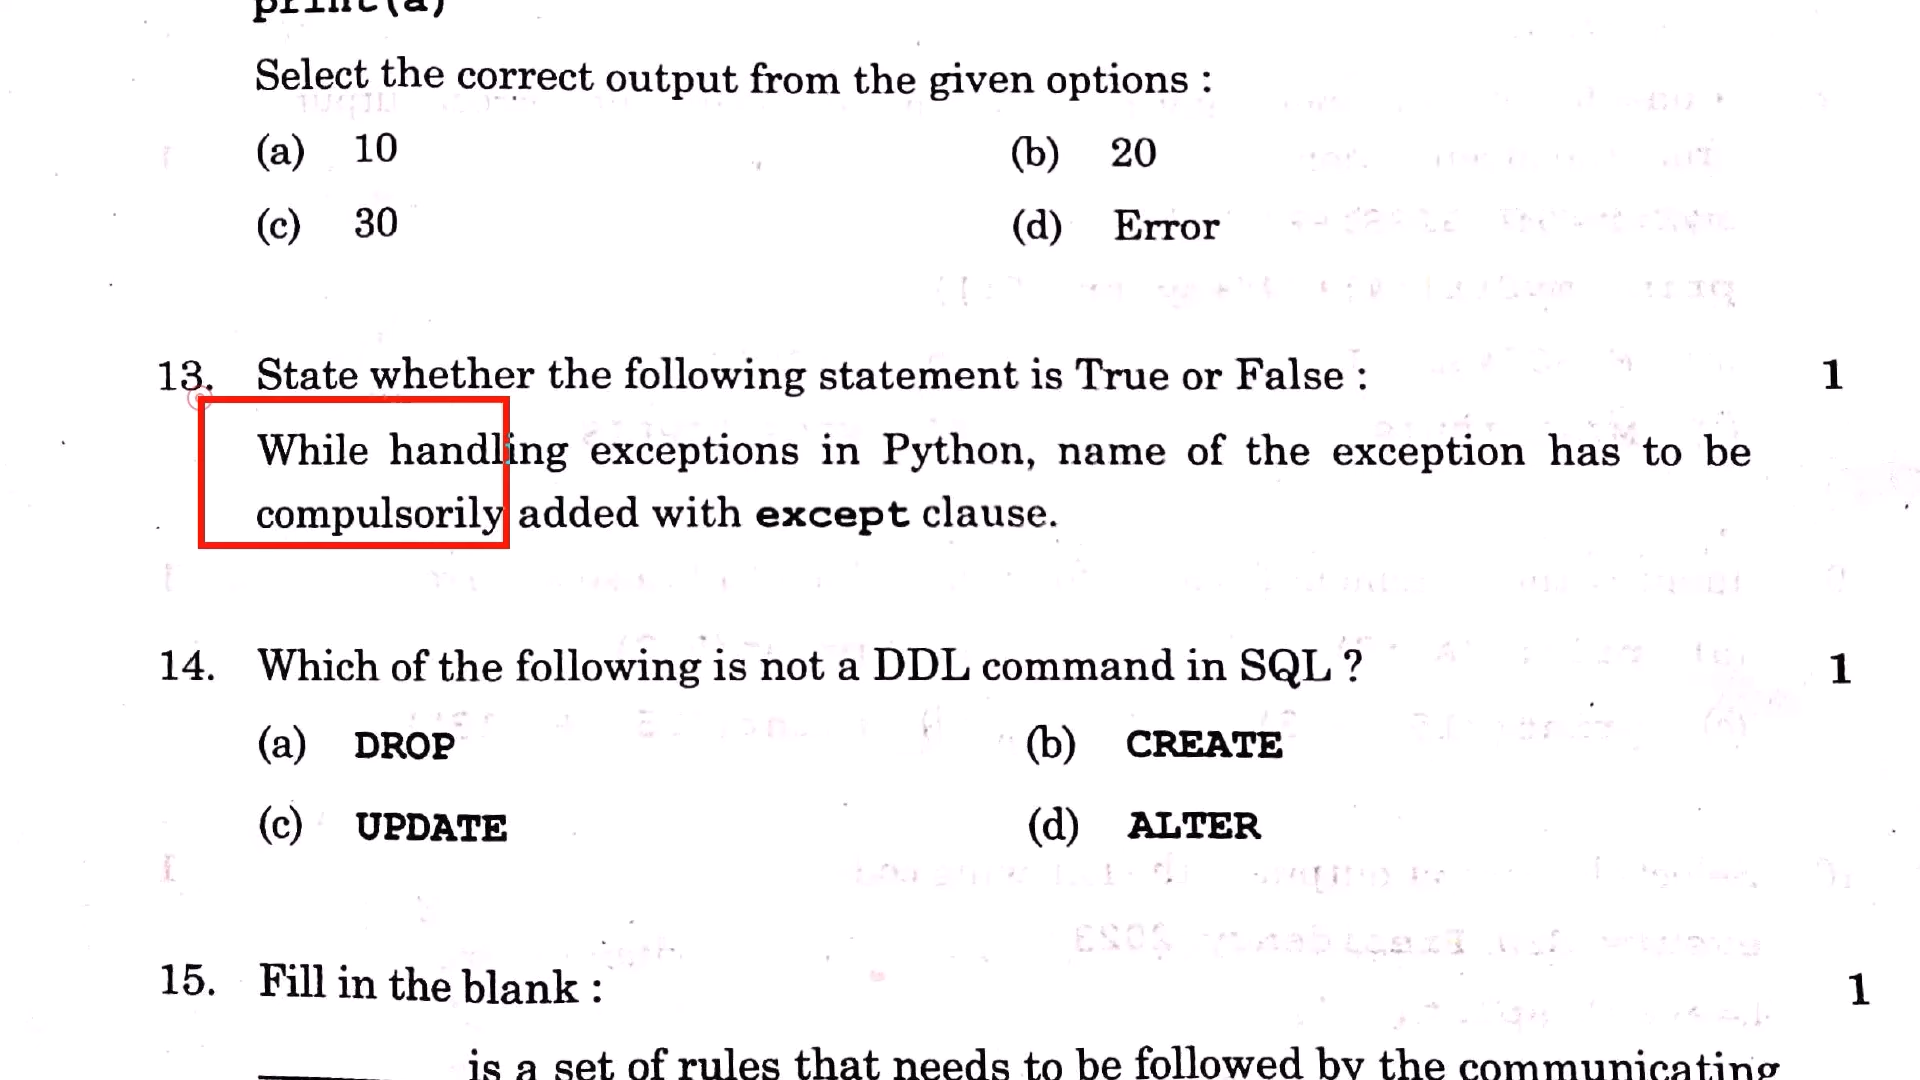 print(a)
Select the correct output from the given options :
(a) 10 (b) 20
(c) 30 (d) Error
13. State whether the following statement is True or False : 1
While handling exceptions in Python, name of the exception has to be
compulsorily added with except clause.
14. Which of the following is not a DDL command in SQL ? 1
(a) DROP (b) CREATE
(c) UPDATE (d) ALTER
15. Fill in the blank : 1
______ is a set of rules that needs to be followed by the communicating